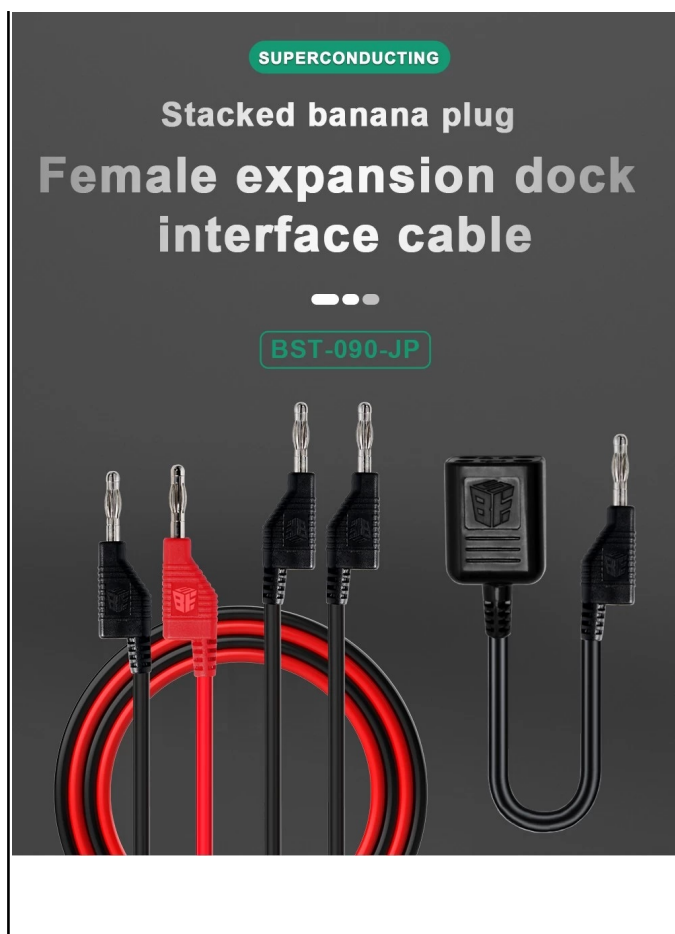 SUPERCONDUCTING
Stacked banana plug
Female expansion dock
interface cable
BST-090-JP